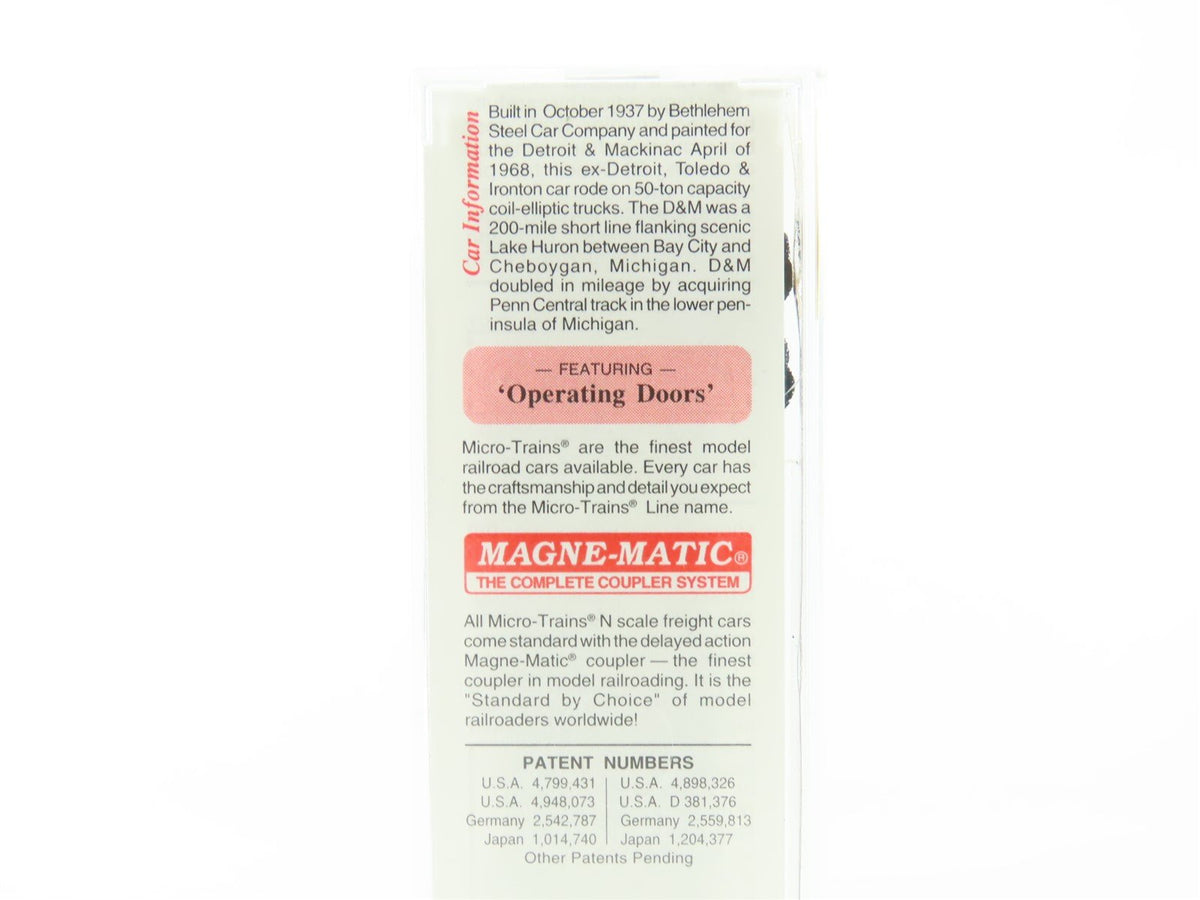 Car Information
Built in October 1937 by Bethlehem
Steel Car Company and painted for
the Detroit & Mackinac April of
1968, this ex-Detroit, Toledo &
Ironton car rode on 50-ton capacity
coil-elliptic trucks. The D&M was a
200-mile short line flanking scenic
Lake Huron between Bay City and
Cheboygan, Michigan. D&M
doubled in mileage by acquiring
Penn Central track in the lower pen-
insula of Michigan.
— FEATURING —
‘Operating Doors’
Micro-Trains® are the finest model
railroad cars available. Every car has
the craftsmanship and detail you expect
from the Micro-Trains® Line name.
MAGNE-MATIC®
THE COMPLETE COUPLER SYSTEM
All Micro-Trains® N scale freight cars
come standard with the delayed action
Magne-Matic® coupler — the finest
coupler in model railroading. It is the
"Standard by Choice" of model
railroaders worldwide!
PATENT NUMBERS
U.S.A. 4,799,431 | U.S.A. 4,898,326
U.S.A. 4,948,073 | U.S.A. D 381,376
Germany 2,542,787 | Germany 2,559,813
Japan 1,014,740 | Japan 1,204,377
Other Patents Pending